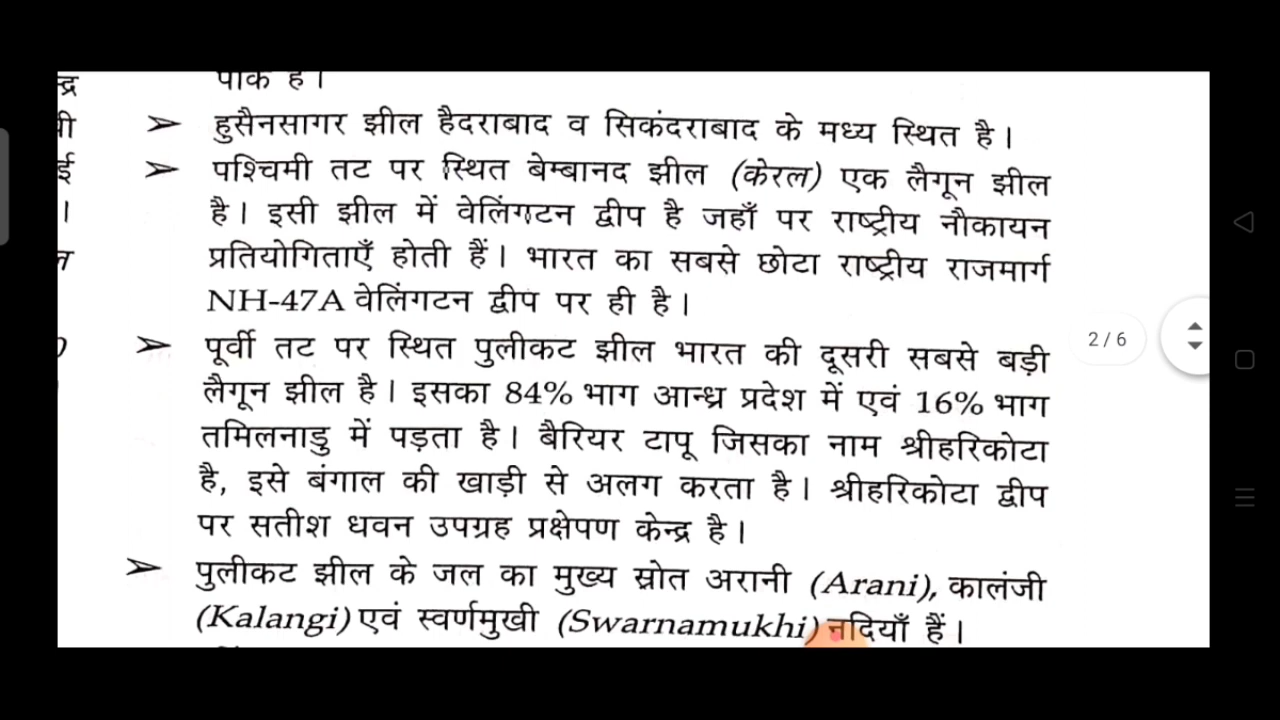 न्द्र
पार्क है।
➢ हुसैनसागर झील हैदराबाद व सिकंदराबाद के मध्य स्थित है।
ई ➢ पश्चिमी तट पर स्थित बेम्बानद झील (केरल) एक लैगून झील
। है। इसी झील में वेलिंगटन द्वीप है जहाँ पर राष्ट्रीय नौकायन
प्रतियोगिताएँ होती हैं। भारत का सबसे छोटा राष्ट्रीय राजमार्ग
NH-47A वेलिंगटन द्वीप पर ही है।
➢ पूर्वी तट पर स्थित पुलीकट झील भारत की दूसरी सबसे बड़ी
लैगून झील है। इसका 84% भाग आन्ध्र प्रदेश में एवं 16% भाग
तमिलनाडु में पड़ता है। बैरियर टापू जिसका नाम श्रीहरिकोटा
है, इसे बंगाल की खाड़ी से अलग करता है। श्रीहरिकोटा द्वीप
पर सतीश धवन उपग्रह प्रक्षेपण केन्द्र है।
➢ पुलीकट झील के जल का मुख्य स्रोत अरानी (Arani), कालंजी
(Kalangi) एवं स्वर्णमुखी (Swarnamukhi) नदियाँ हैं।
2 / 6